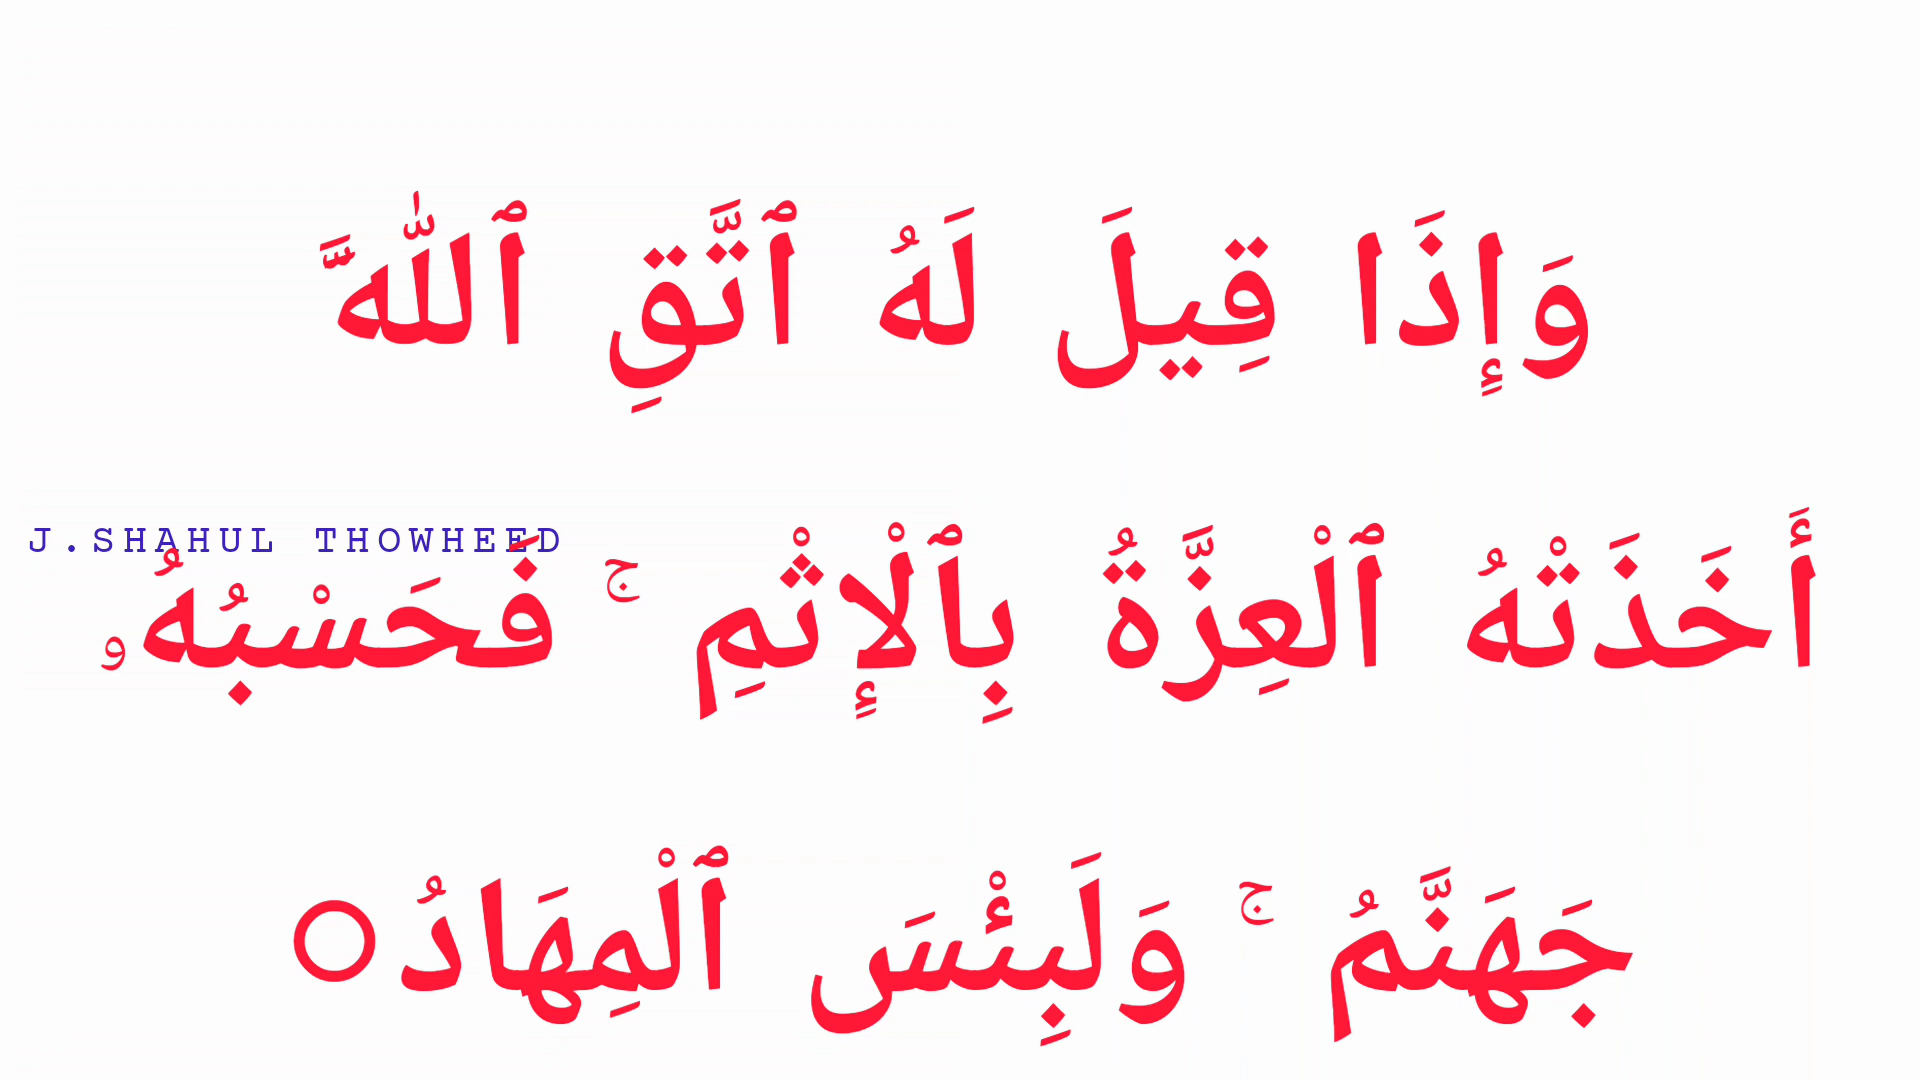 وَإِذَا قِيلَ لَهُ ٱتَّقِ ٱللّٰهََّ
أَخَذَتْهُ ٱلْعِزَّةُ بِٱلْإِثْمِ ۚ فَحَسْبُهُۥ
J.SHAHUL THOWHEED
جَهَنَّمُ ۚ وَلَبِئْسَ ٱلْمِهَادُ○